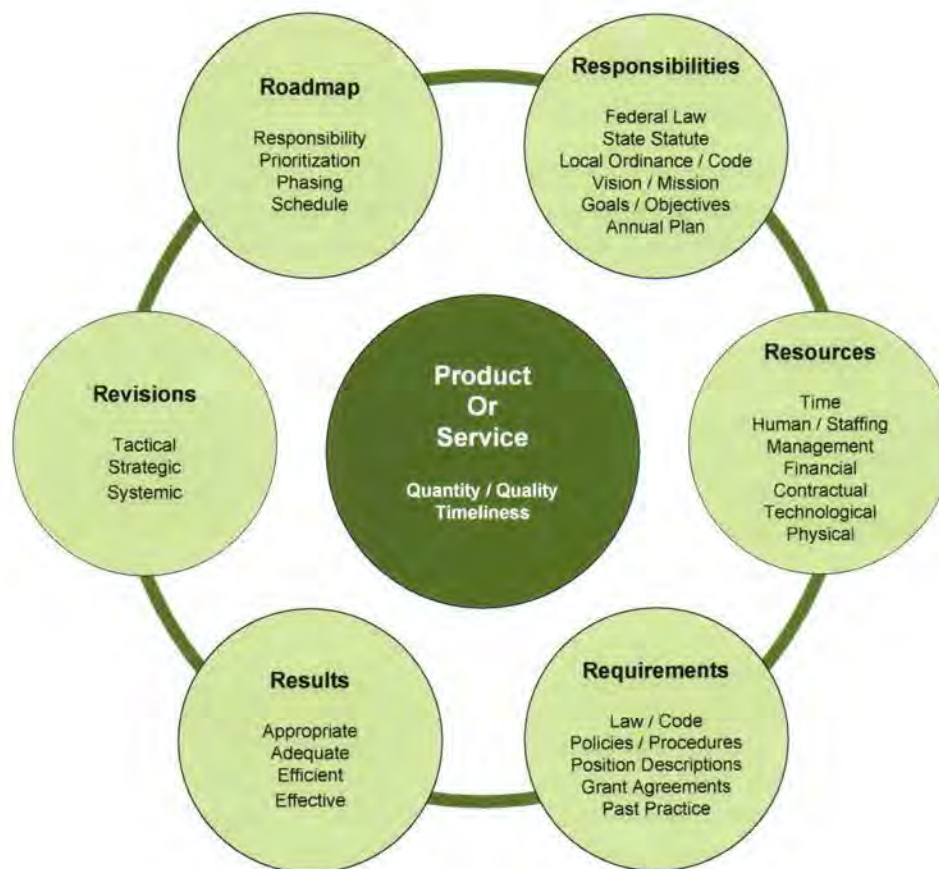 Roadmap
Responsibility
Prioritization
Phasing
Schedule
Responsibilities
Federal Law
State Statute
Local Ordinance / Code
Vision / Mission
Goals / Objectives
Annual Plan
Revisions
Tactical
Strategic
Systemic
Product
Or
Service
Quantity / Quality
Timeliness
Resources
Time
Human / Staffing
Management
Financial
Contractual
Technological
Physical
Results
Appropriate
Adequate
Efficient
Effective
Requirements
Law / Code
Policies / Procedures
Position Descriptions
Grant Agreements
Past Practice